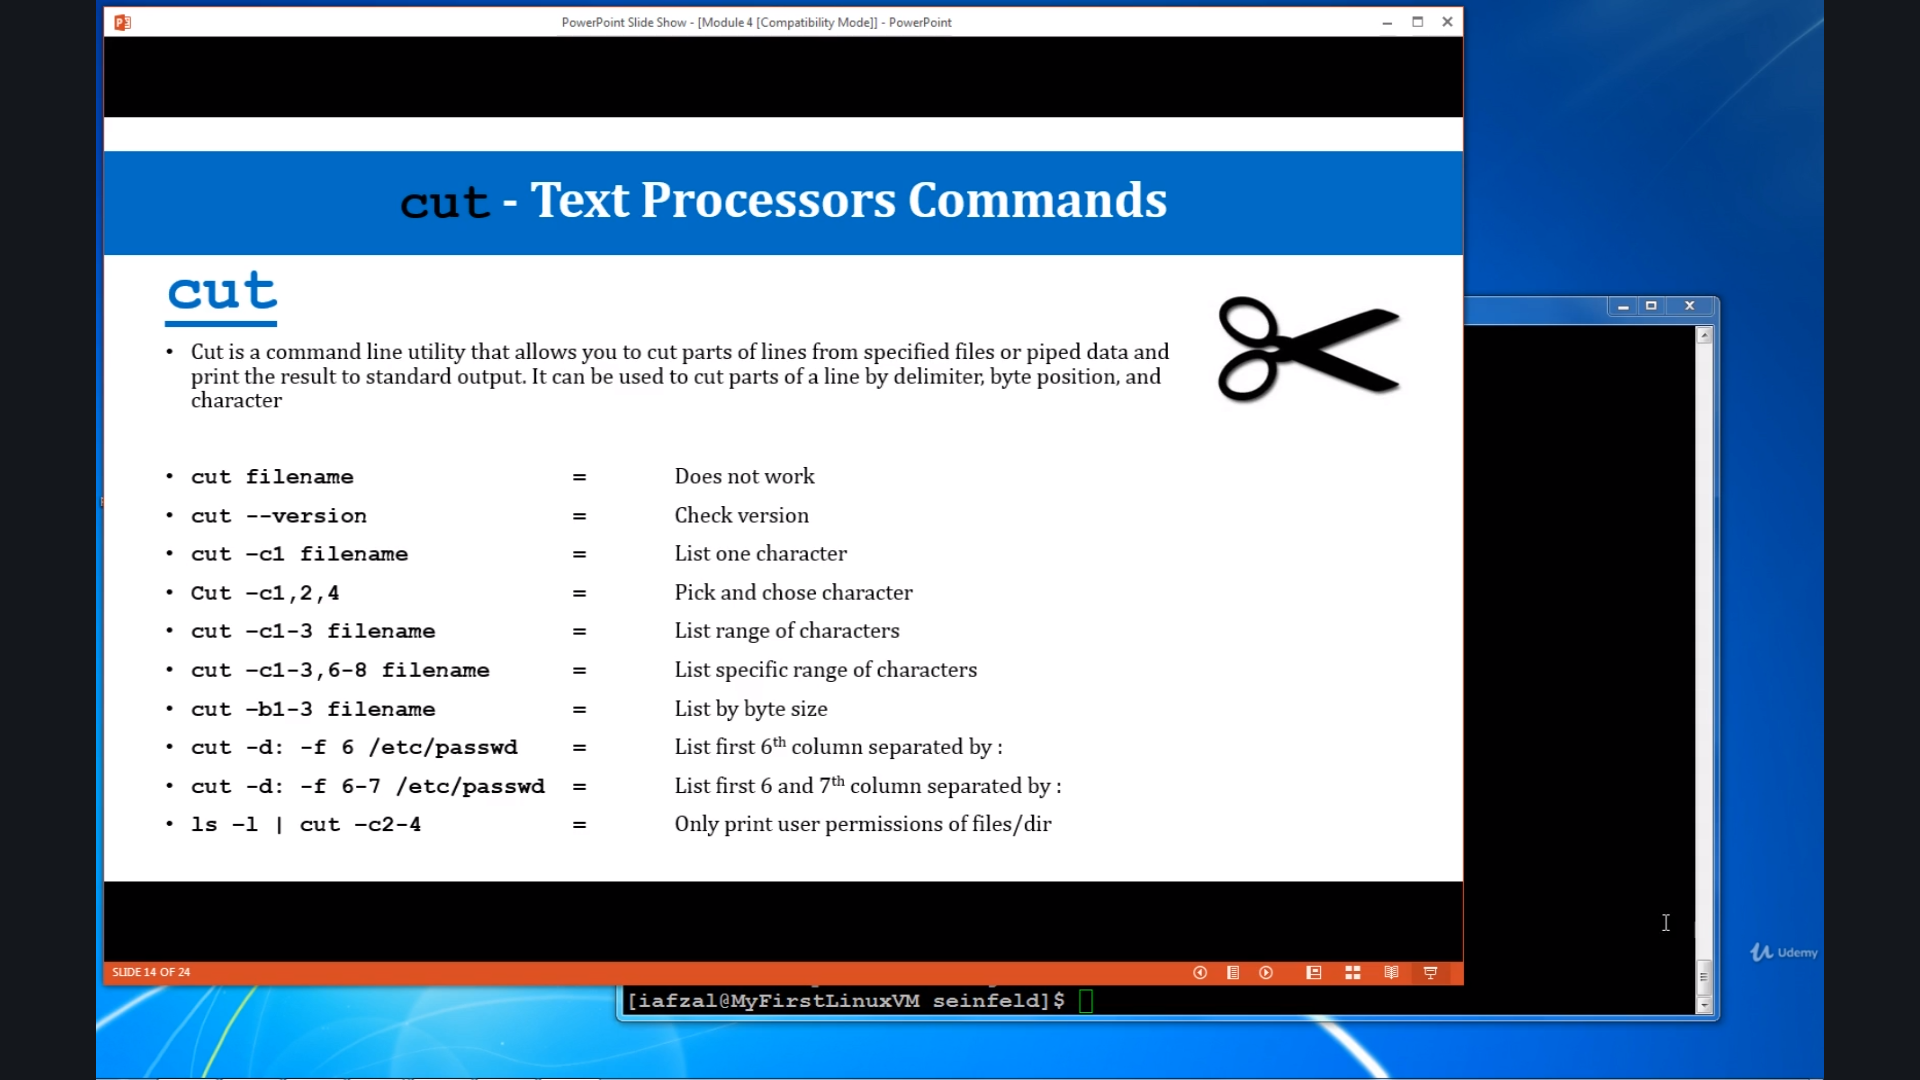 PowerPoint Slide Show - [Module 4 [Compatibility Mode]] - PowerPoint
cut - Text Processors Commands
cut
• Cut is a command line utility that allows you to cut parts of lines from specified files or piped data and
print the result to standard output. It can be used to cut parts of a line by delimiter, byte position, and
character
• cut filename = Does not work
• cut --version = Check version
• cut –c1 filename = List one character
• Cut –c1,2,4 = Pick and chose character
• cut –c1-3 filename = List range of characters
• cut –c1-3,6-8 filename = List specific range of characters
• cut –b1-3 filename = List by byte size
• cut -d: -f 6 /etc/passwd = List first 6th column separated by :
• cut -d: -f 6-7 /etc/passwd = List first 6 and 7th column separated by :
• ls –l | cut –c2-4 = Only print user permissions of files/dir
Udemy
SLIDE 14 OF 24
[iafzal@MyFirstLinuxVM seinfeld]$